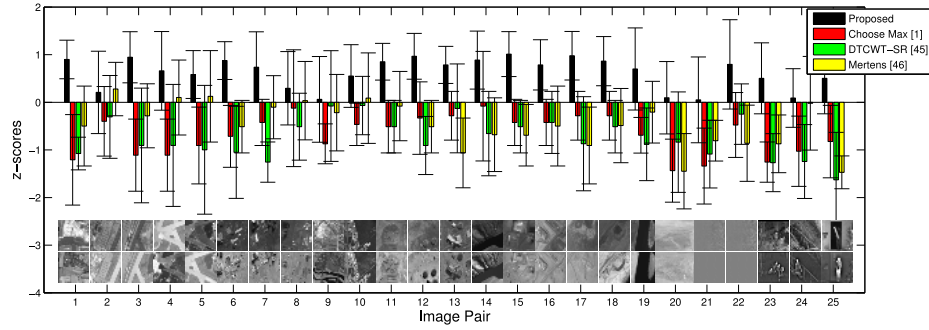 2
Proposed
Choose Max [1]
DTCWT-SR [45]
Mertens [46]
1
0
−1
−2
−3
−4
z-scores
1 2 3 4 5 6 7 8 9 10 11 12 13 14 15 16 17 18 19 20 21 22 23 24 25
Image Pair